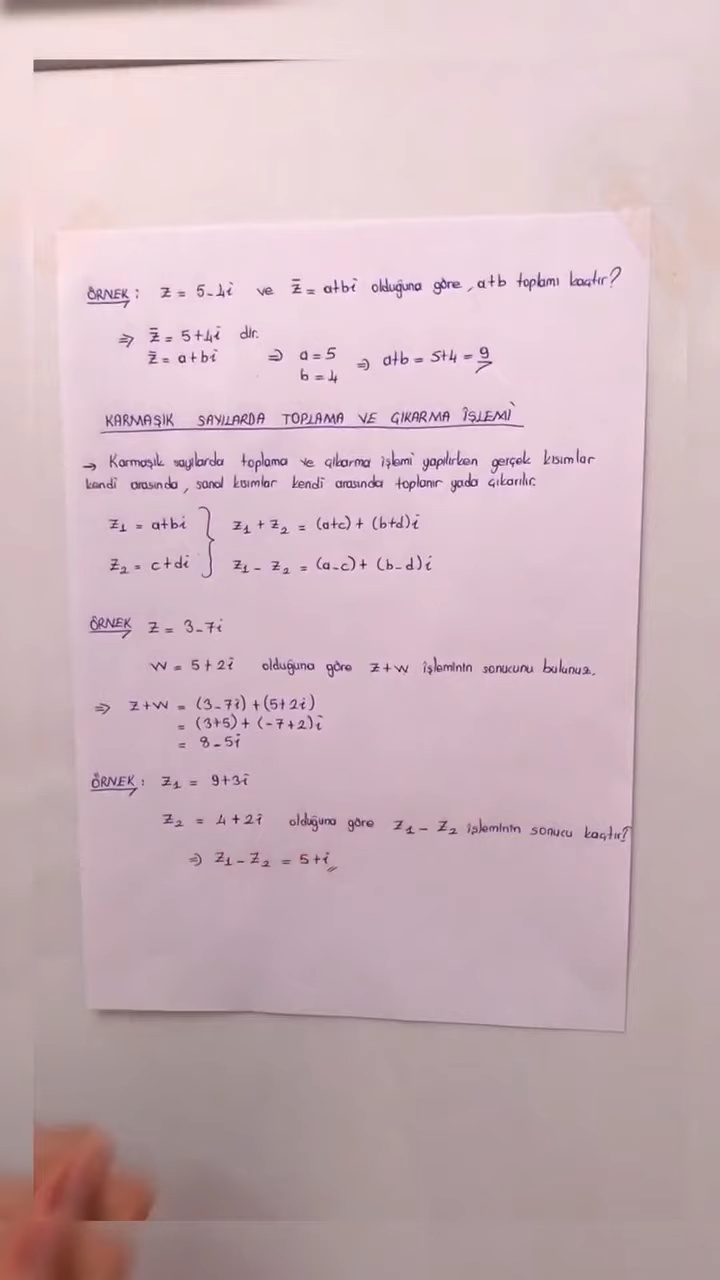 ÖRNEK: z = 5-4i ve z̄ = a+bi olduğuna göre, a+b toplamı kaçtır?
⇒ z̄ = 5+4i dir.
z̄ = a+bi ⇒ a = 5 ⇒ a+b = 5+4 = 9
b = 4
KARMAŞIK SAYILARDA TOPLAMA VE ÇIKARMA İŞLEMİ
→ Karmaşık sayılarda toplama ve çıkarma işlemi yapılırken gerçek kısımlar
kendi arasında, sanal kısımlar kendi arasında toplanır yada çıkarılır.
z₁ = a+bi } z₁ + z₂ = (a+c) + (b+d)i
z₂ = c+di z₁ - z₂ = (a-c) + (b-d)i
ÖRNEK z = 3-7i
w = 5+2i olduğuna göre z+w işleminin sonucunu bulunuz.
⇒ z+w = (3-7i) + (5+2i)
= (3+5) + (-7+2)i
= 8-5i
ÖRNEK: z₁ = 9+3i
z₂ = 4+2i olduğuna göre z₁ - z₂ işleminin sonucu kaçtır?
⇒ z₁ - z₂ = 5+i